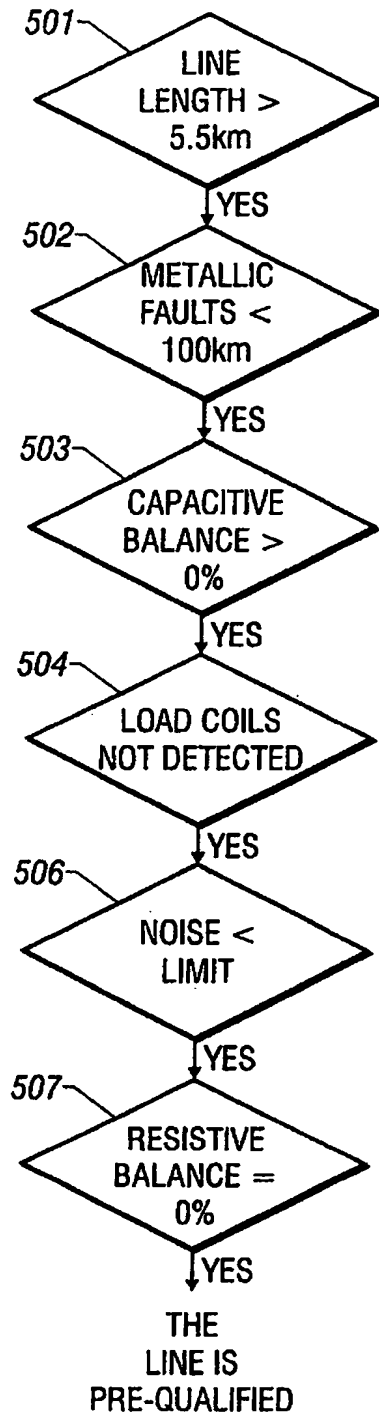 501
LINE
LENGTH >
5.5km
YES
502
METALLIC
FAULTS <
100km
YES
503
CAPACITIVE
BALANCE >
0%
YES
504
LOAD COILS
NOT DETECTED
YES
506
NOISE <
LIMIT
YES
507
RESISTIVE
BALANCE =
0%
YES
THE
LINE IS
PRE-QUALIFIED